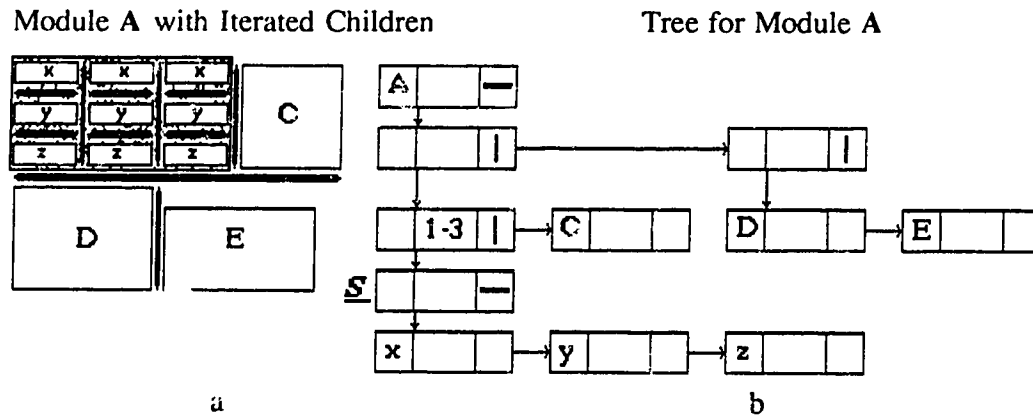 Module A with Iterated Children
Tree for Module A
x x x
y y y
z z z
C
D E
A
1-3 C D E
S
x y z
a b